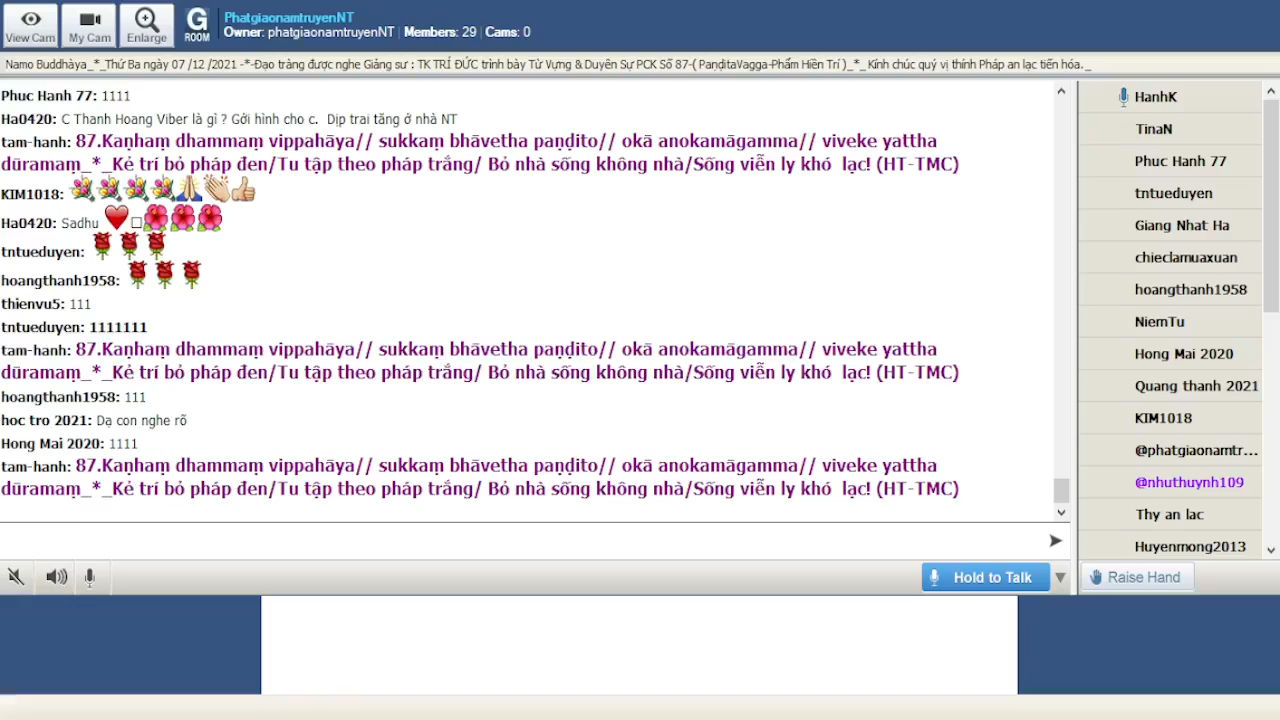 View Cam
My Cam
Enlarge
G
ROOM
PhatgiaonamtruyenNT
Owner: phatgiaonamtruyenNT | Members: 29 | Cams: 0
Namo Buddhàya_*_Thứ Ba ngày 07 /12 /2021 -*-Đạo tràng được nghe Giảng sư : TK TRÍ ĐỨC trình bày Từ Vựng & Duyên Sự PCK Số 87-( PaṇḍitaVagga-Phẩm Hiền Trí )_*_ Kính chúc quý vị thính Pháp an lạc tiến hóa._
Phuc Hanh 77: 1111
Ha0420: C Thanh Hoang Viber là gì ? Gởi hình cho c.  Dịp trai tăng ở nhà NT
tam-hanh: 87.Kaṇhaṃ dhammaṃ vippahāya// sukkaṃ bhāvetha paṇḍito// okā anokamāgamma// viveke yattha
dūramaṃ_*_Kẻ trí bỏ pháp đen/Tu tập theo pháp trắng/ Bỏ nhà sống không nhà/Sống viễn ly khó  lạc! (HT-TMC)
KIM1018:
Ha0420: Sadhu
tntueduyen:
hoangthanh1958:
thienvu5: 111
tntueduyen: 1111111
tam-hanh: 87.Kaṇhaṃ dhammaṃ vippahāya// sukkaṃ bhāvetha paṇḍito// okā anokamāgamma// viveke yattha
dūramaṃ_*_Kẻ trí bỏ pháp đen/Tu tập theo pháp trắng/ Bỏ nhà sống không nhà/Sống viễn ly khó  lạc! (HT-TMC)
hoangthanh1958: 111
hoc tro 2021: Dạ con nghe rõ
Hong Mai 2020: 1111
tam-hanh: 87.Kaṇhaṃ dhammaṃ vippahāya// sukkaṃ bhāvetha paṇḍito// okā anokamāgamma// viveke yattha
dūramaṃ_*_Kẻ trí bỏ pháp đen/Tu tập theo pháp trắng/ Bỏ nhà sống không nhà/Sống viễn ly khó  lạc! (HT-TMC)
Hold to Talk
HanhK
TinaN
Phuc Hanh 77
tntueduyen
Giang Nhat Ha
chieclamuaxuan
hoangthanh1958
NiemTu
Hong Mai 2020
Quang thanh 2021
KIM1018
@phatgiaonamtr...
@nhuthuynh109
Thy an lac
Huyenmong2013
Raise Hand